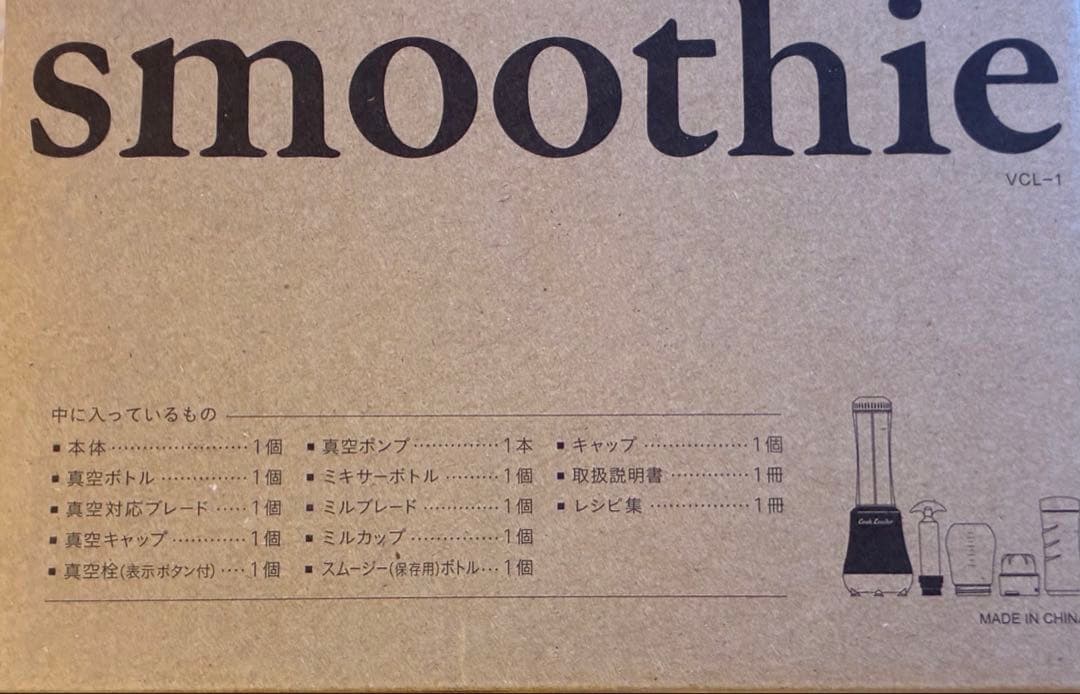 smoothie
VCL-1
中に入っているもの
■ 本体……………………1個
■ 真空ボトル……………1個
■ 真空対応ブレード……1個
■ 真空キャップ…………1個
■ 真空栓(表示ボタン付)…‥1個
■ 真空ポンプ……………1本
■ ミキサーボトル………1個
■ ミルブレード…………1個
■ ミルカップ……………1個
■ スムージー(保存用)ボトル…1個
■ キャップ………………1個
■ 取扱説明書……………1冊
■ レシピ集………………1冊
Cook Cooler
MADE IN CHINA